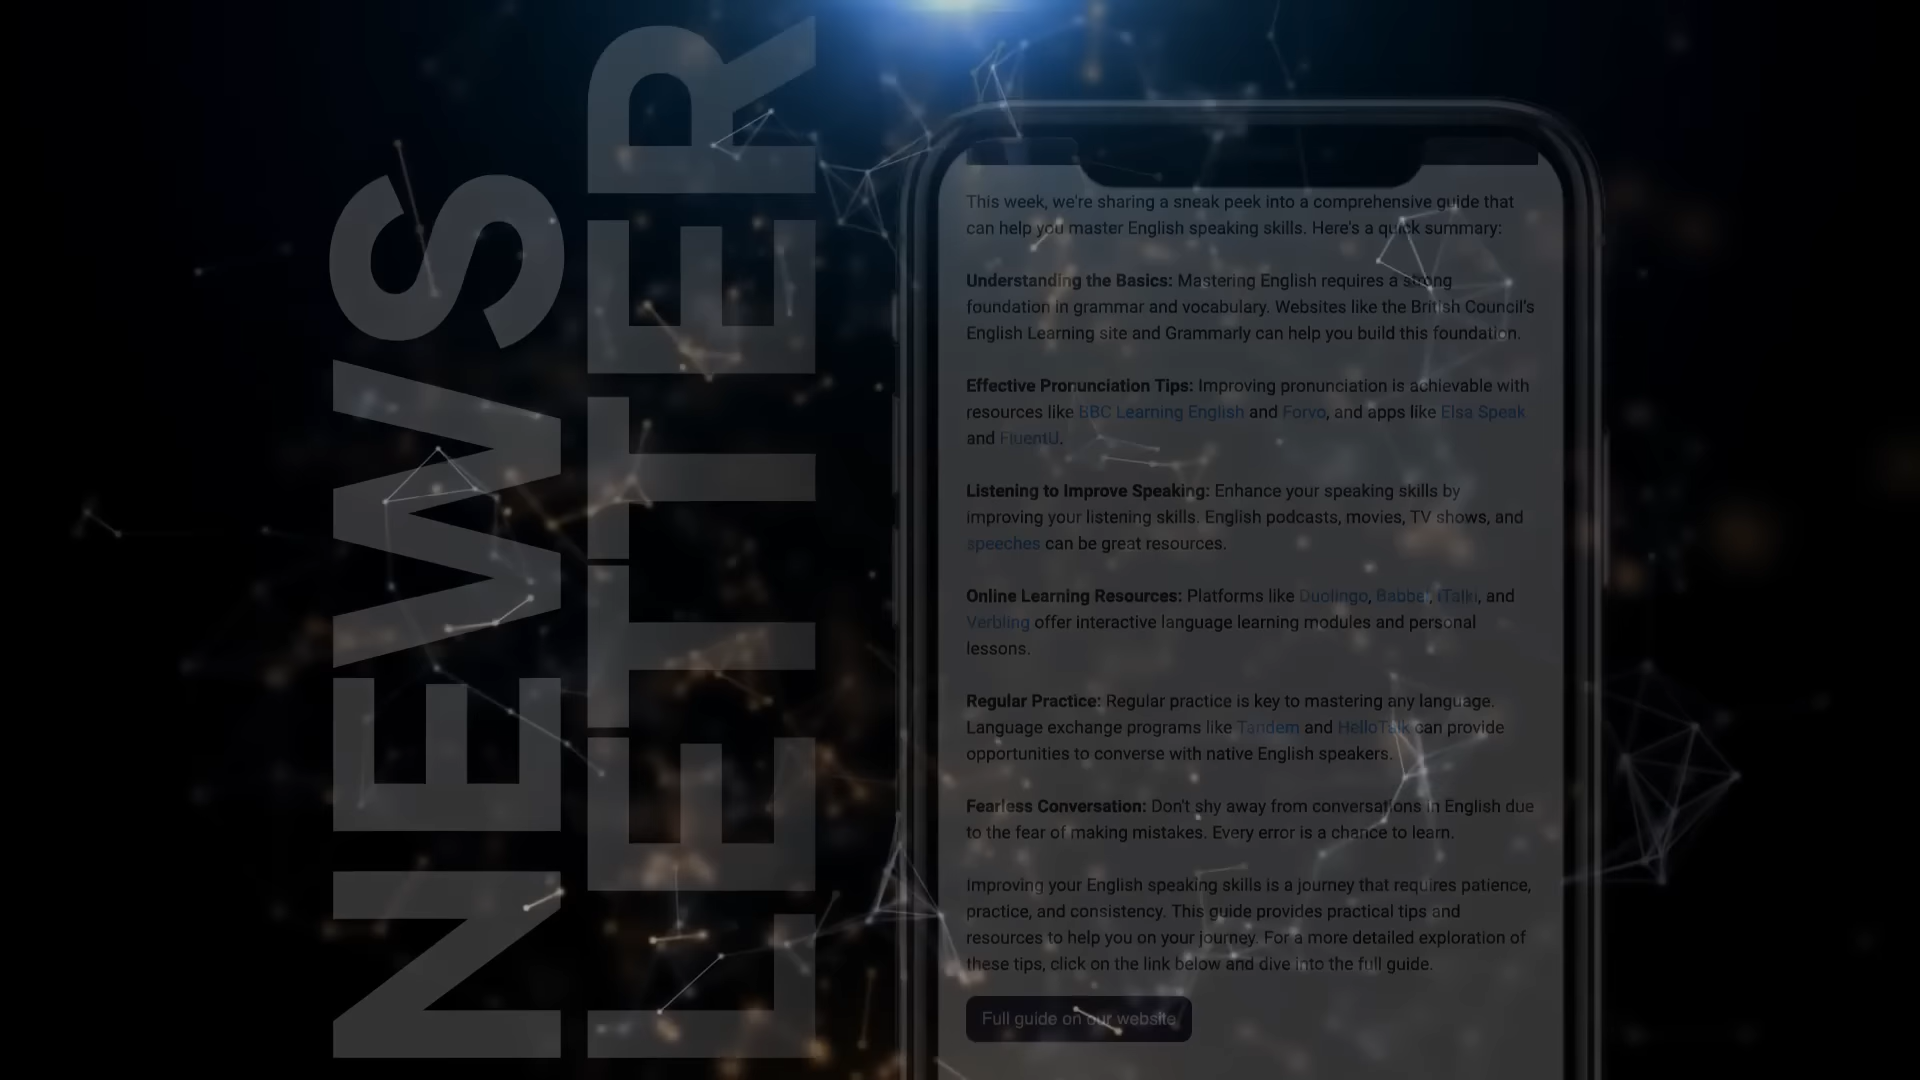 NEWS
LETTER
This week, we're sharing a sneak peek into a comprehensive guide that
can help you master English speaking skills. Here's a quick summary:
Understanding the Basics: Mastering English requires a strong
foundation in grammar and vocabulary. Websites like the British Council's
English Learning site and Grammarly can help you build this foundation.
Effective Pronunciation Tips: Improving pronunciation is achievable with
resources like BBC Learning English and Forvo, and apps like Elsa Speak
and FluentU.
Listening to Improve Speaking: Enhance your speaking skills by
improving your listening skills. English podcasts, movies, TV shows, and
speeches can be great resources.
Online Learning Resources: Platforms like Duolingo, Babbel, iTalki, and
Verbling offer interactive language learning modules and personal
lessons.
Regular Practice: Regular practice is key to mastering any language.
Language exchange programs like Tandem and HelloTalk can provide
opportunities to converse with native English speakers.
Fearless Conversation: Don't shy away from conversations in English due
to the fear of making mistakes. Every error is a chance to learn.
Improving your English speaking skills is a journey that requires patience,
practice, and consistency. This guide provides practical tips and
resources to help you on your journey. For a more detailed exploration of
these tips, click on the link below and dive into the full guide.
Full guide on our website